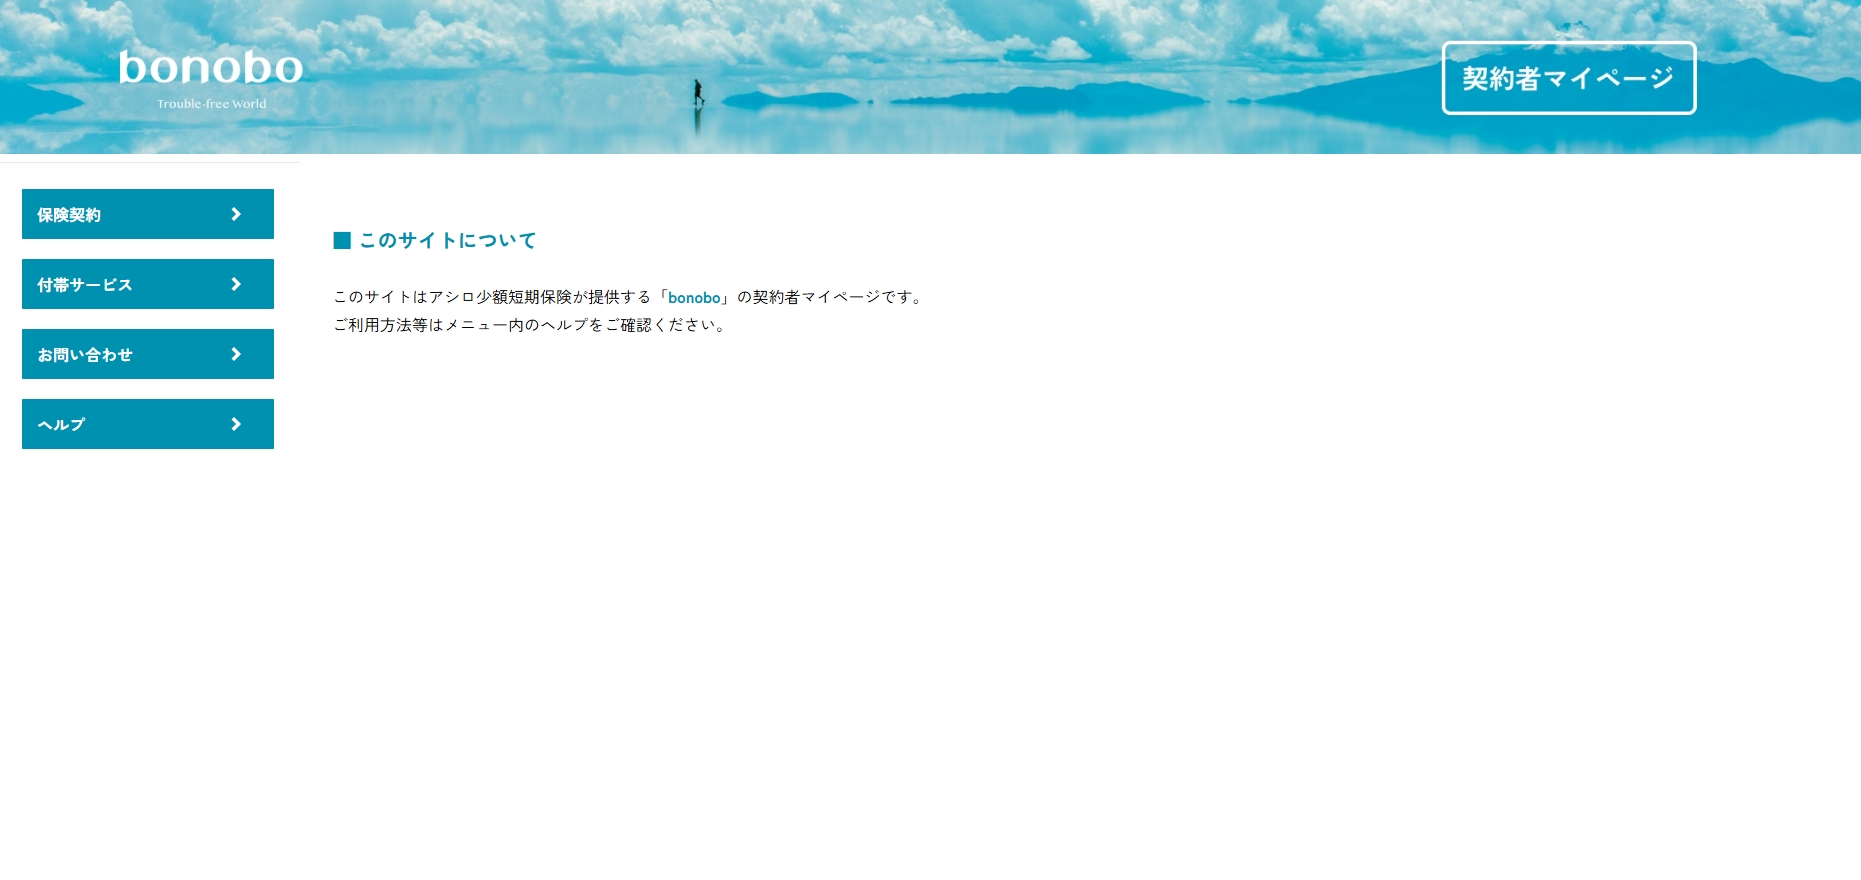 bonobo
Trouble-free World
契約者マイページ
保険契約
付帯サービス
お問い合わせ
ヘルプ
■ このサイトについて
このサイトはアシロ少額短期保険が提供する「bonobo」の契約者マイページです。
ご利用方法等はメニュー内のヘルプをご確認ください。